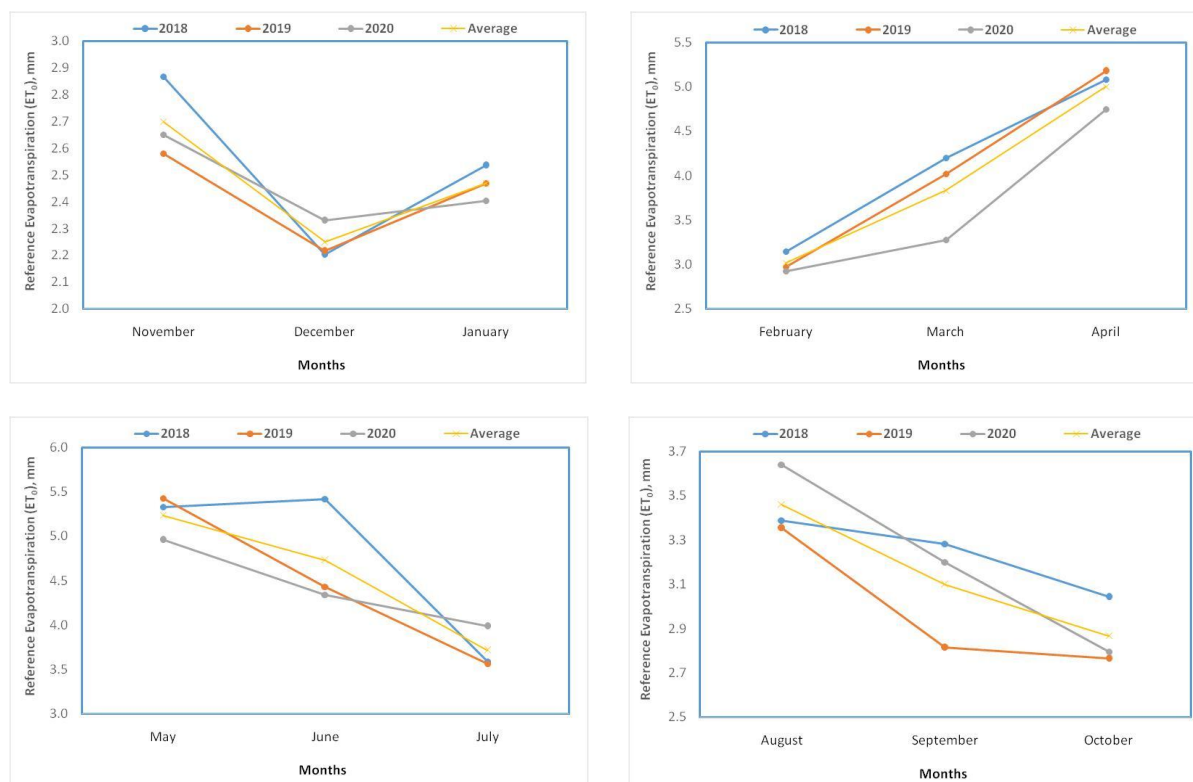 2018 2019 2020 Average
Reference Evapotranspiration (ET₀), mm
3.0
2.9
2.8
2.7
2.6
2.5
2.4
2.3
2.2
2.1
2.0
November December January
Months
2018 2019 2020 Average
Reference Evapotranspiration (ET₀), mm
5.5
5.0
4.5
4.0
3.5
3.0
2.5
February March April
Months
2018 2019 2020 Average
Reference Evapotranspiration (ET₀), mm
6.0
5.5
5.0
4.5
4.0
3.5
3.0
May June July
Months
2018 2019 2020 Average
Reference Evapotranspiration (ET₀), mm
3.7
3.5
3.3
3.1
2.9
2.7
2.5
August September October
Months